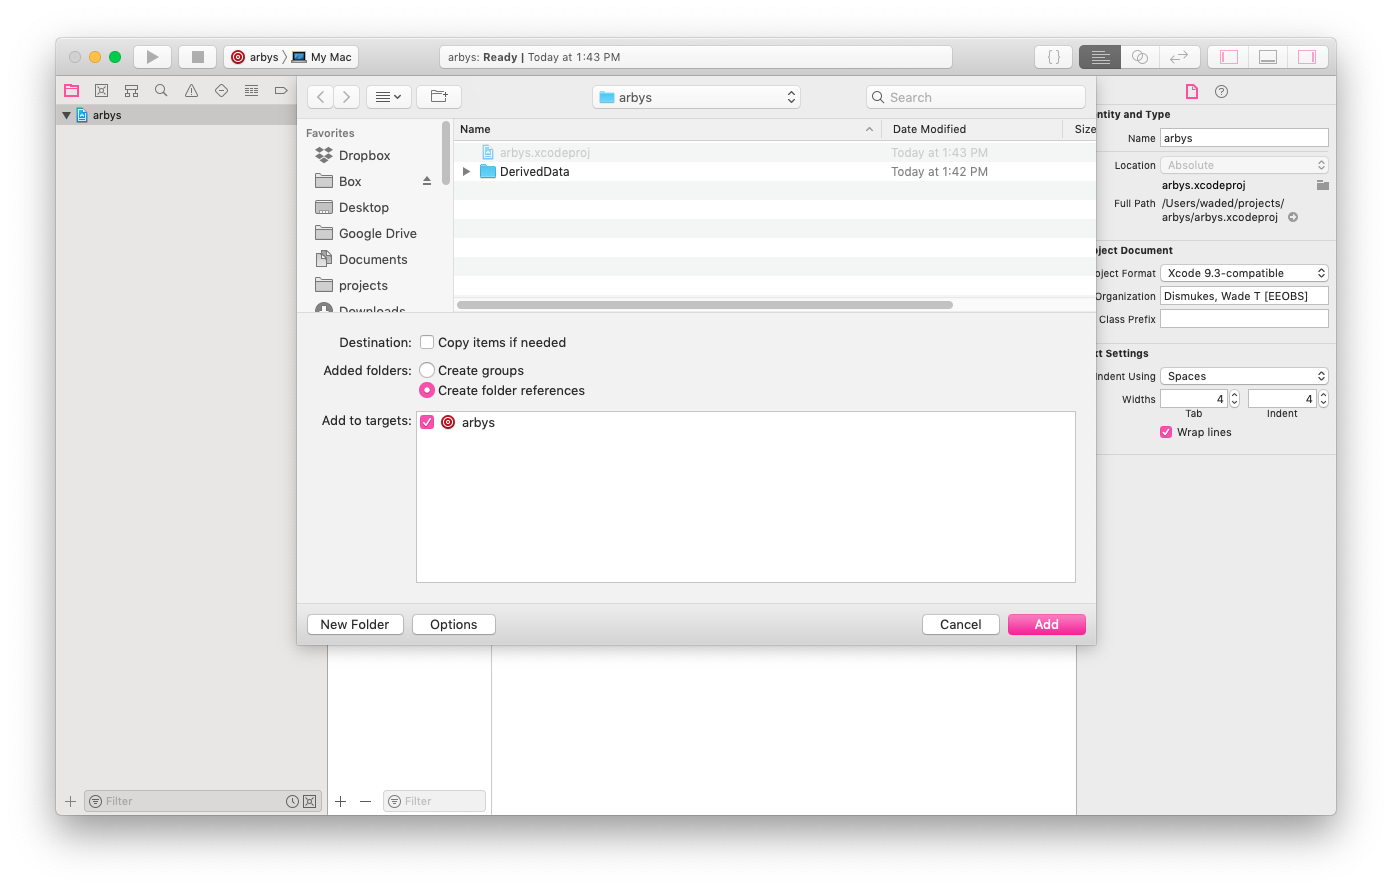 arbys My Mac
arbys: Ready | Today at 1:43 PM
arbys
arbys
Search
Favorites
Dropbox
Box
Desktop
Google Drive
Documents
projects
Downloads
Name Date Modified Size
arbys.xcodeproj Today at 1:43 PM
DerivedData Today at 1:42 PM
Destination: Copy items if needed
Added folders: Create groups
Create folder references
Add to targets: arbys
New Folder Options Cancel Add
ntity and Type
Name arbys
Location Absolute
arbys.xcodeproj
Full Path /Users/waded/projects/
arbys/arbys.xcodeproj
oject Document
oject Format Xcode 9.3-compatible
Organization Dismukes, Wade T [EEOBS]
Class Prefix
xt Settings
Indent Using Spaces
Widths 4 4
Tab Indent
Wrap lines
Filter
Filter